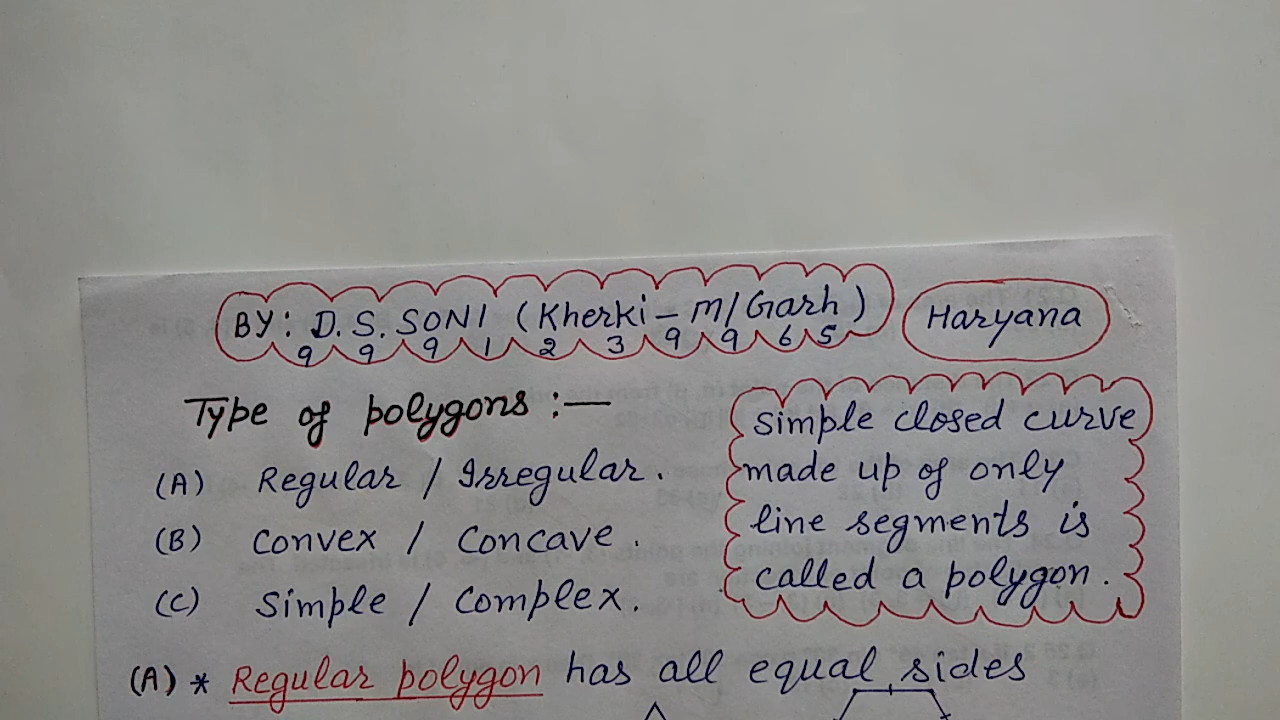 BY: D. S. SONI (Kherki - M/Garh)
Haryana
9 9 9 1 2 3 9 9 6 5
Type of polygons :—
(A) Regular / Irregular.
(B) Convex / Concave.
(C) Simple / Complex.
Simple closed curve
made up of only
line segments is
called a polygon.
(A) * Regular polygon has all equal sides